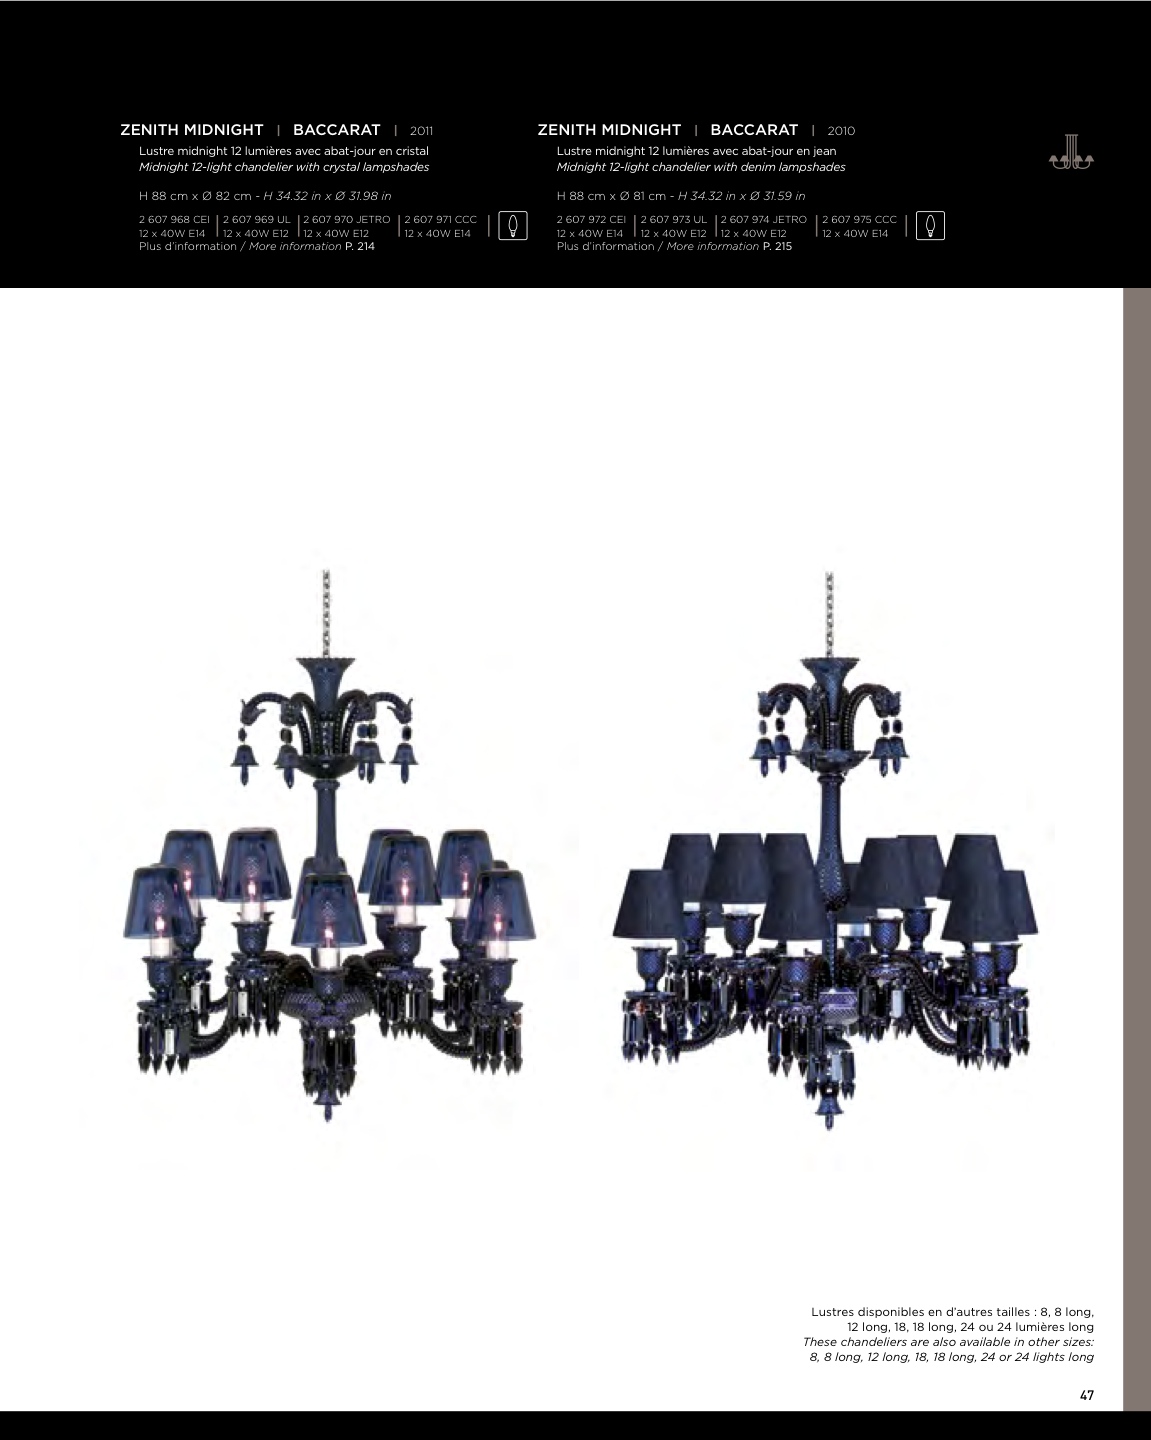 ZENITH MIDNIGHT | BACCARAT | 2011
Lustre midnight 12 lumières avec abat-jour en cristal
Midnight 12-light chandelier with crystal lampshades
H 88 cm x Ø 82 cm - H 34.32 in x Ø 31.98 in
2 607 968 CEI | 2 607 969 UL | 2 607 970 JETRO | 2 607 971 CCC |
12 x 40W E14 | 12 x 40W E12 | 12 x 40W E12 | 12 x 40W E14 |
Plus d'information / More information P. 214
ZENITH MIDNIGHT | BACCARAT | 2010
Lustre midnight 12 lumières avec abat-jour en jean
Midnight 12-light chandelier with denim lampshades
H 88 cm x Ø 81 cm - H 34.32 in x Ø 31.59 in
2 607 972 CEI | 2 607 973 UL | 2 607 974 JETRO | 2 607 975 CCC |
12 x 40W E14 | 12 x 40W E12 | 12 x 40W E12 | 12 x 40W E14 |
Plus d'information / More information P. 215
Lustres disponibles en d'autres tailles : 8, 8 long,
12 long, 18, 18 long, 24 ou 24 lumières long
These chandeliers are also available in other sizes:
8, 8 long, 12 long, 18, 18 long, 24 or 24 lights long
47